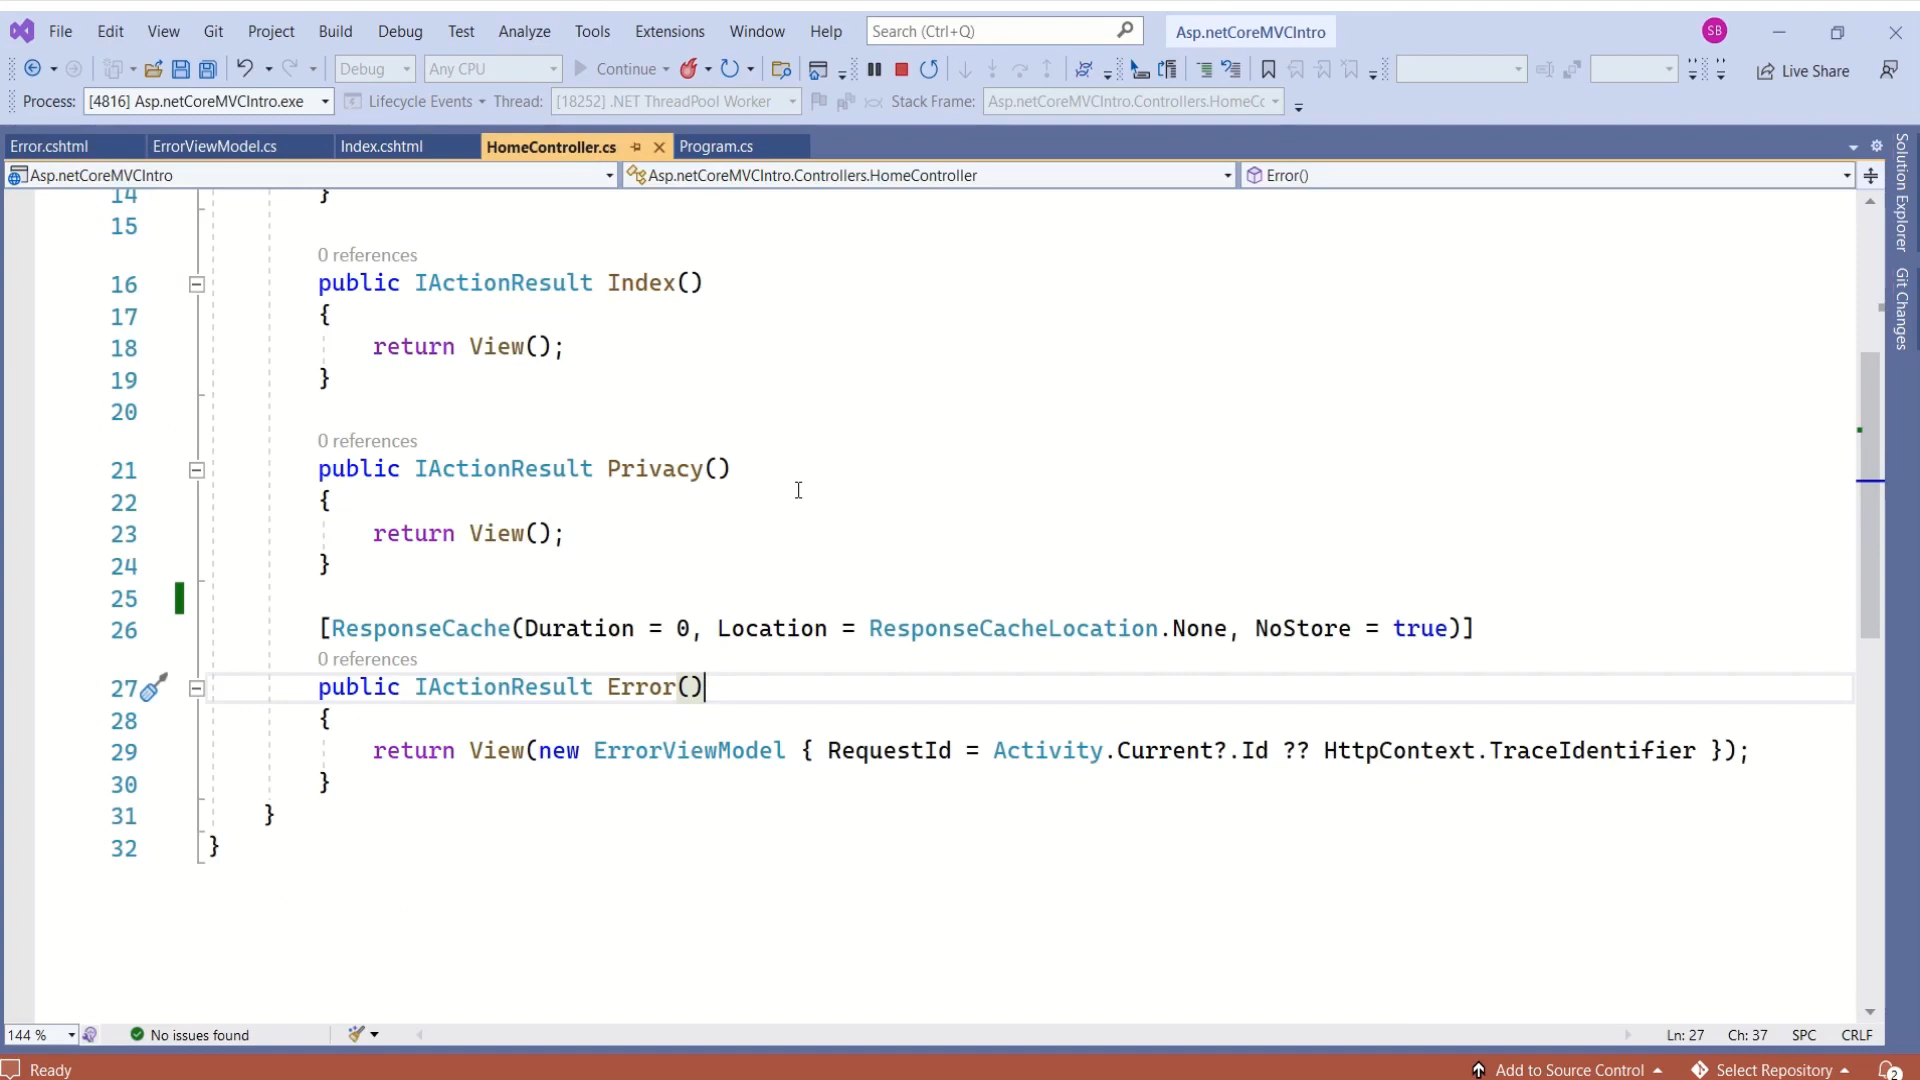 File Edit View Git Project Build Debug Test Analyze Tools Extensions Window Help Search (Ctrl+Q) Asp.netCoreMVCIntro SB
Debug Any CPU Continue Live Share
Process: [4816] Asp.netCoreMVCIntro.exe Lifecycle Events Thread: [18252] .NET ThreadPool Worker Stack Frame: Asp.netCoreMVCIntro.Controllers.HomeCc
Error.cshtml ErrorViewModel.cs Index.cshtml HomeController.cs Program.cs
Asp.netCoreMVCIntro Asp.netCoreMVCIntro.Controllers.HomeController Error()
14 }
15
0 references
16 public IActionResult Index()
17 {
18 return View();
19 }
20
0 references
21 public IActionResult Privacy()
22 {
23 return View();
24 }
25
26 [ResponseCache(Duration = 0, Location = ResponseCacheLocation.None, NoStore = true)]
0 references
27 public IActionResult Error()
28 {
29 return View(new ErrorViewModel { RequestId = Activity.Current?.Id ?? HttpContext.TraceIdentifier });
30 }
31 }
32 }
Solution Explorer
Git Changes
144 % No issues found Ln: 27 Ch: 37 SPC CRLF
Ready Add to Source Control Select Repository 2